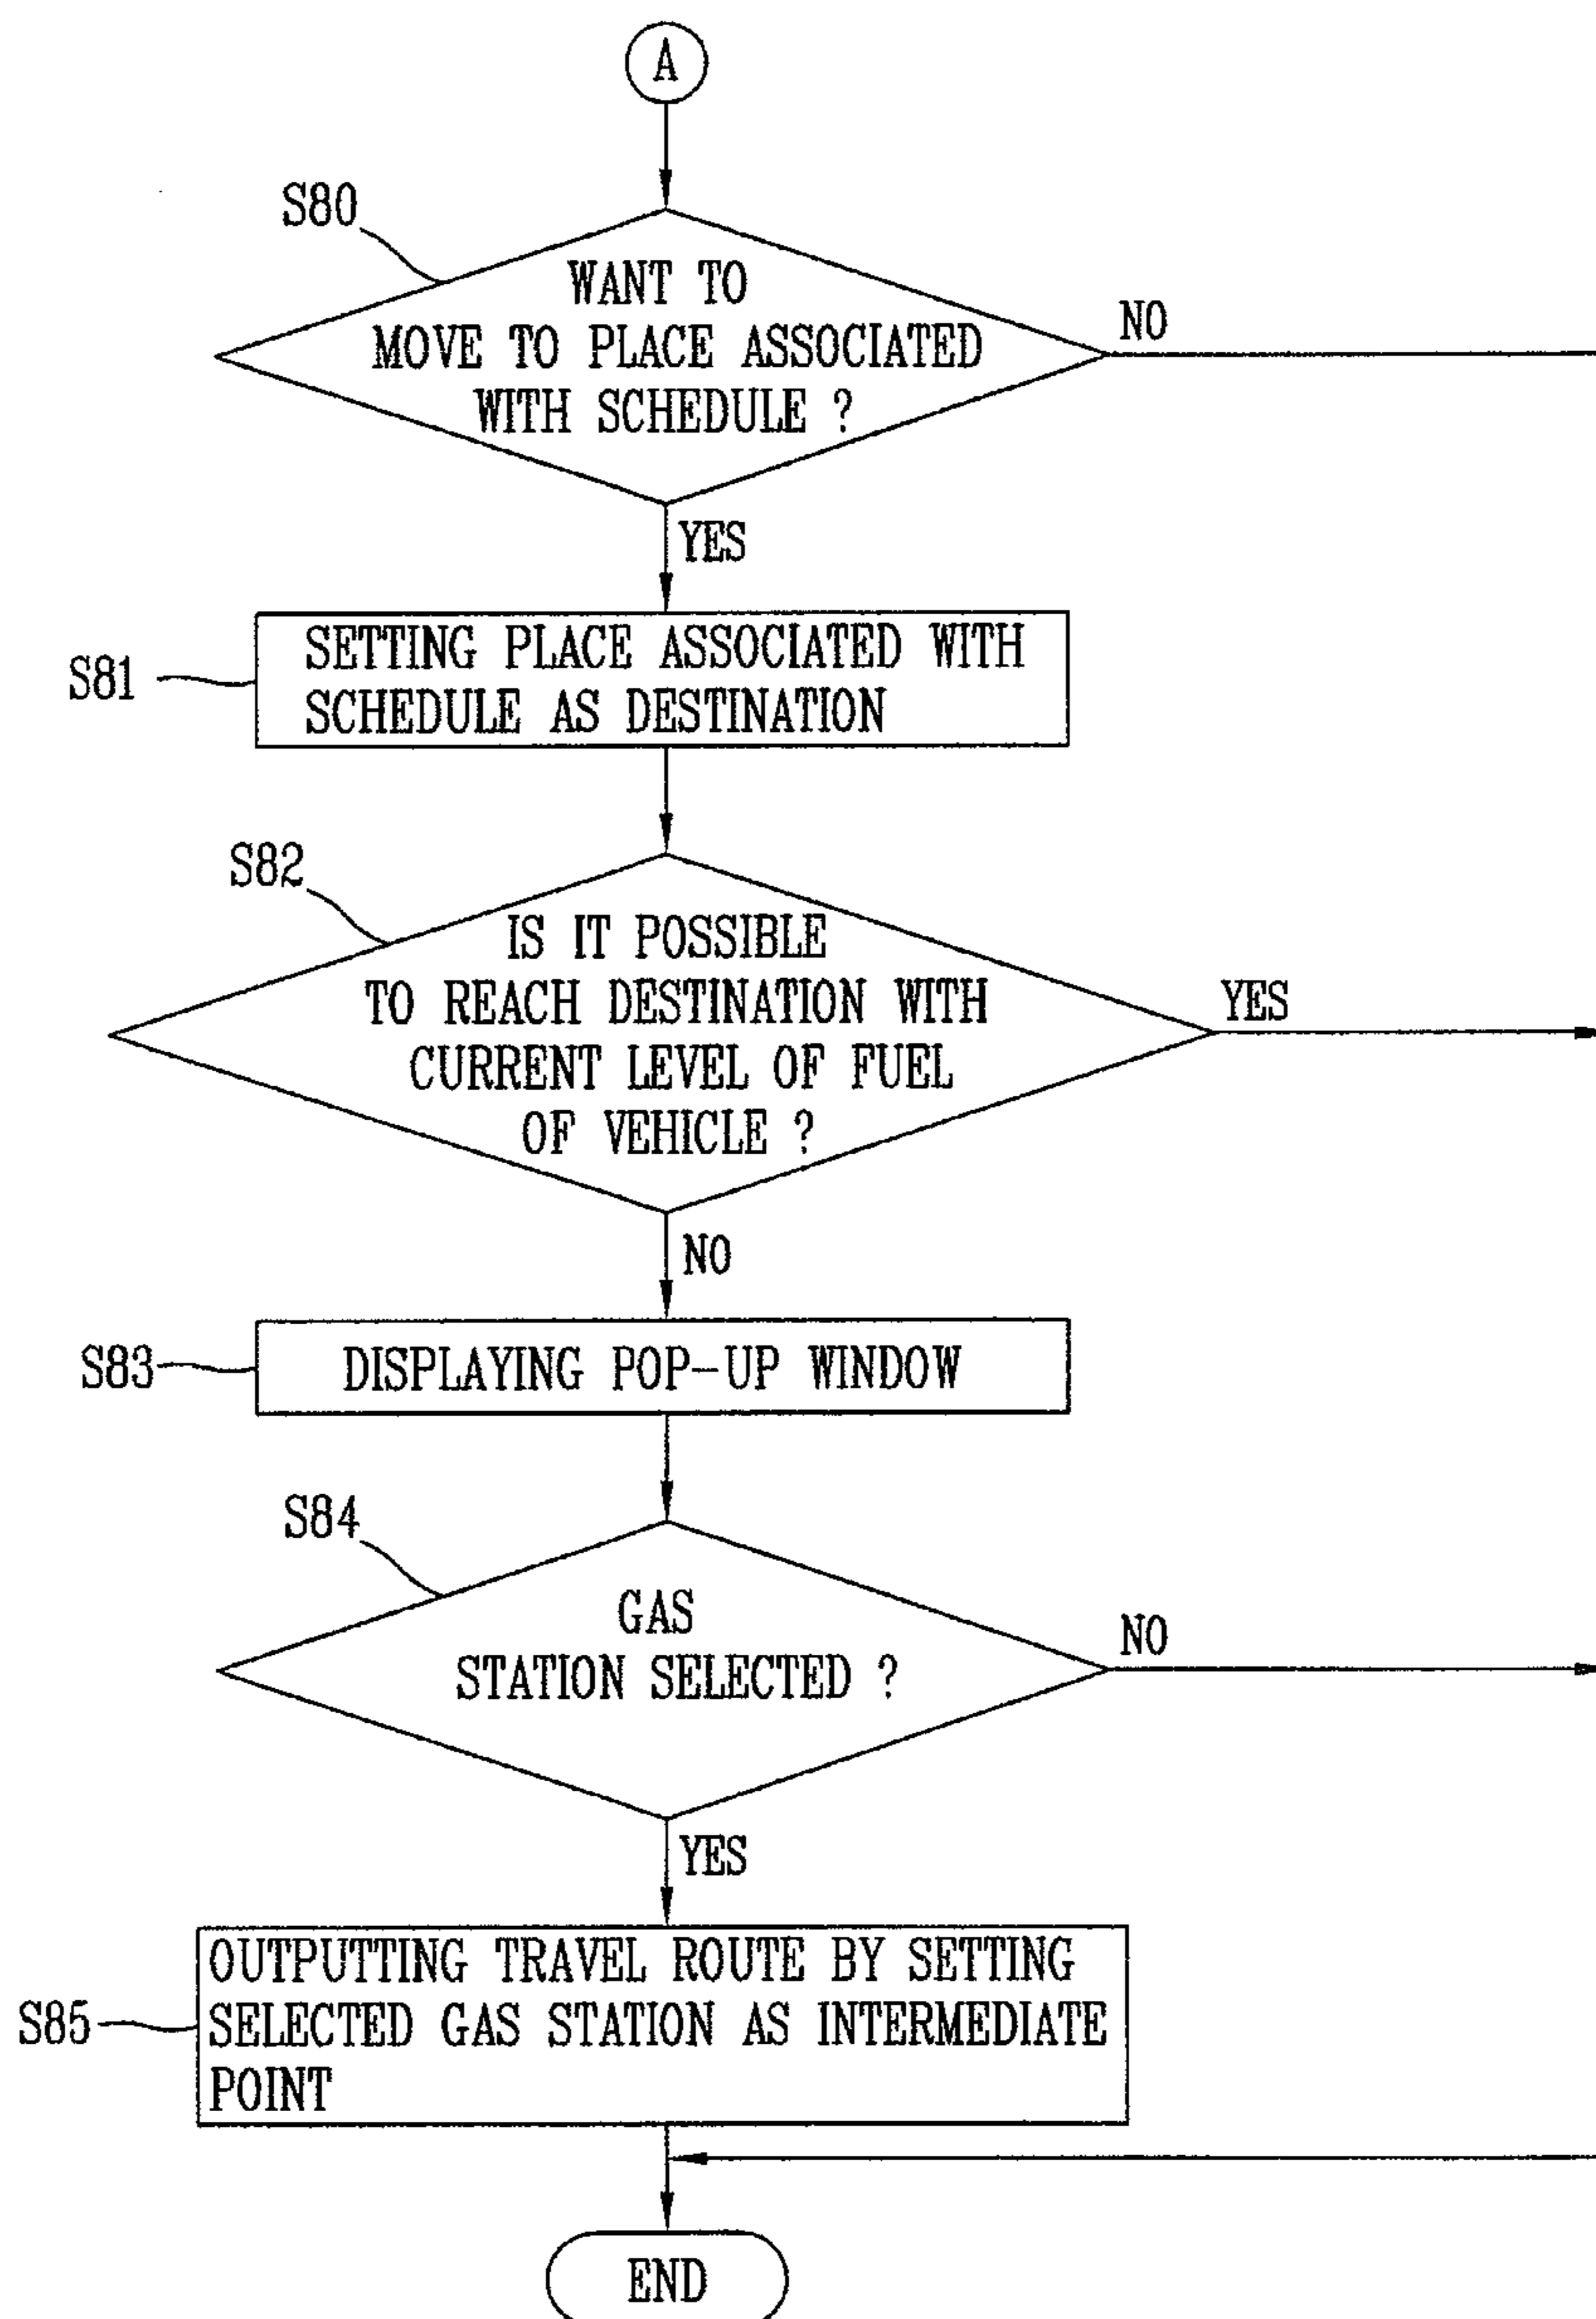 A
S80
WANT TO
MOVE TO PLACE ASSOCIATED
WITH SCHEDULE ?
NO
YES
S81
SETTING PLACE ASSOCIATED WITH
SCHEDULE AS DESTINATION
S82
IS IT POSSIBLE
TO REACH DESTINATION WITH
CURRENT LEVEL OF FUEL
OF VEHICLE ?
YES
NO
S83
DISPLAYING POP-UP WINDOW
S84
GAS
STATION SELECTED ?
NO
YES
S85
OUTPUTTING TRAVEL ROUTE BY SETTING
SELECTED GAS STATION AS INTERMEDIATE
POINT
END